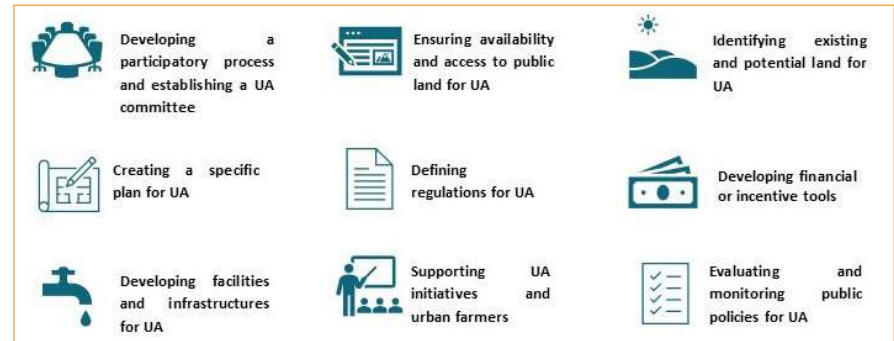 Developing a
participatory process
and establishing a UA
committee
Ensuring availability
and access to public
land for UA
Identifying existing
and potential land for
UA
Creating a specific
plan for UA
Defining
regulations for UA
Developing financial
or incentive tools
Developing facilities
and infrastructures
for UA
Supporting UA
initiatives and
urban farmers
Evaluating and
monitoring public
policies for UA